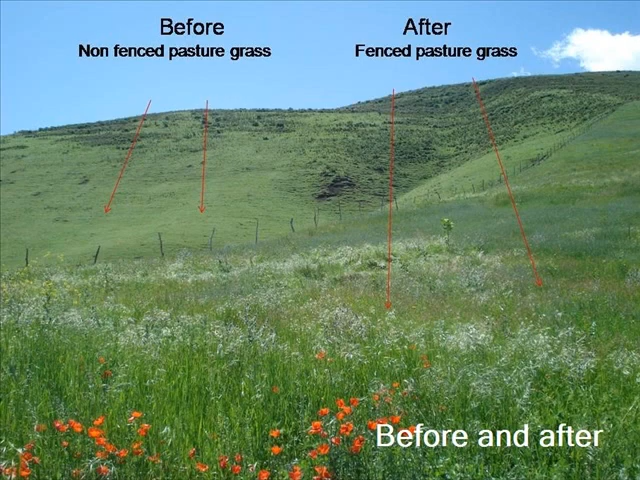 Before
Non fenced pasture grass
After
Fenced pasture grass
Before and after